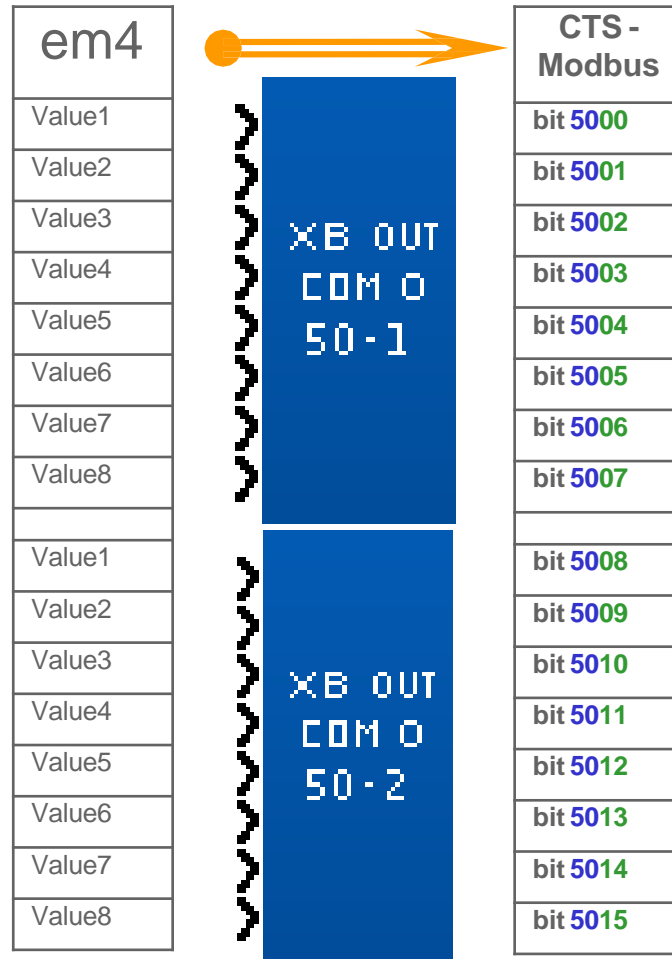 em4
Value1
Value2
Value3
Value4
Value5
Value6
Value7
Value8
Value1
Value2
Value3
Value4
Value5
Value6
Value7
Value8
XB OUT
COM O
50-1
XB OUT
COM O
50-2
CTS -
Modbus
bit 5000
bit 5001
bit 5002
bit 5003
bit 5004
bit 5005
bit 5006
bit 5007
bit 5008
bit 5009
bit 5010
bit 5011
bit 5012
bit 5013
bit 5014
bit 5015